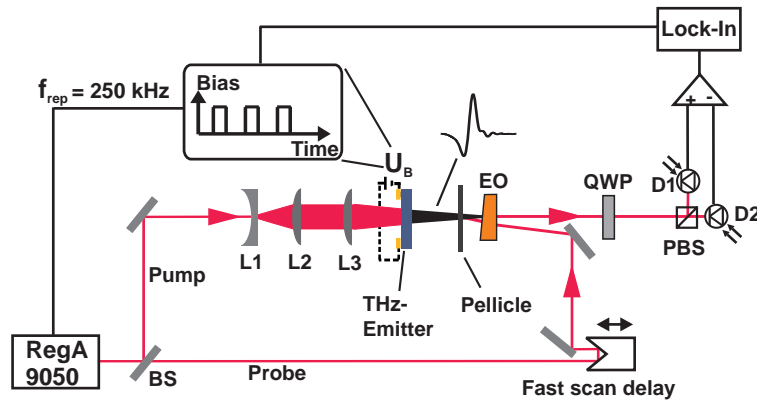 Lock-In
Bias
f_rep = 250 kHz
Time
+ -
U_B
EO
QWP
D1
D2
PBS
L1 L2 L3
Pump
THz-
Emitter
Pellicle
RegA
9050
BS
Probe
Fast scan delay